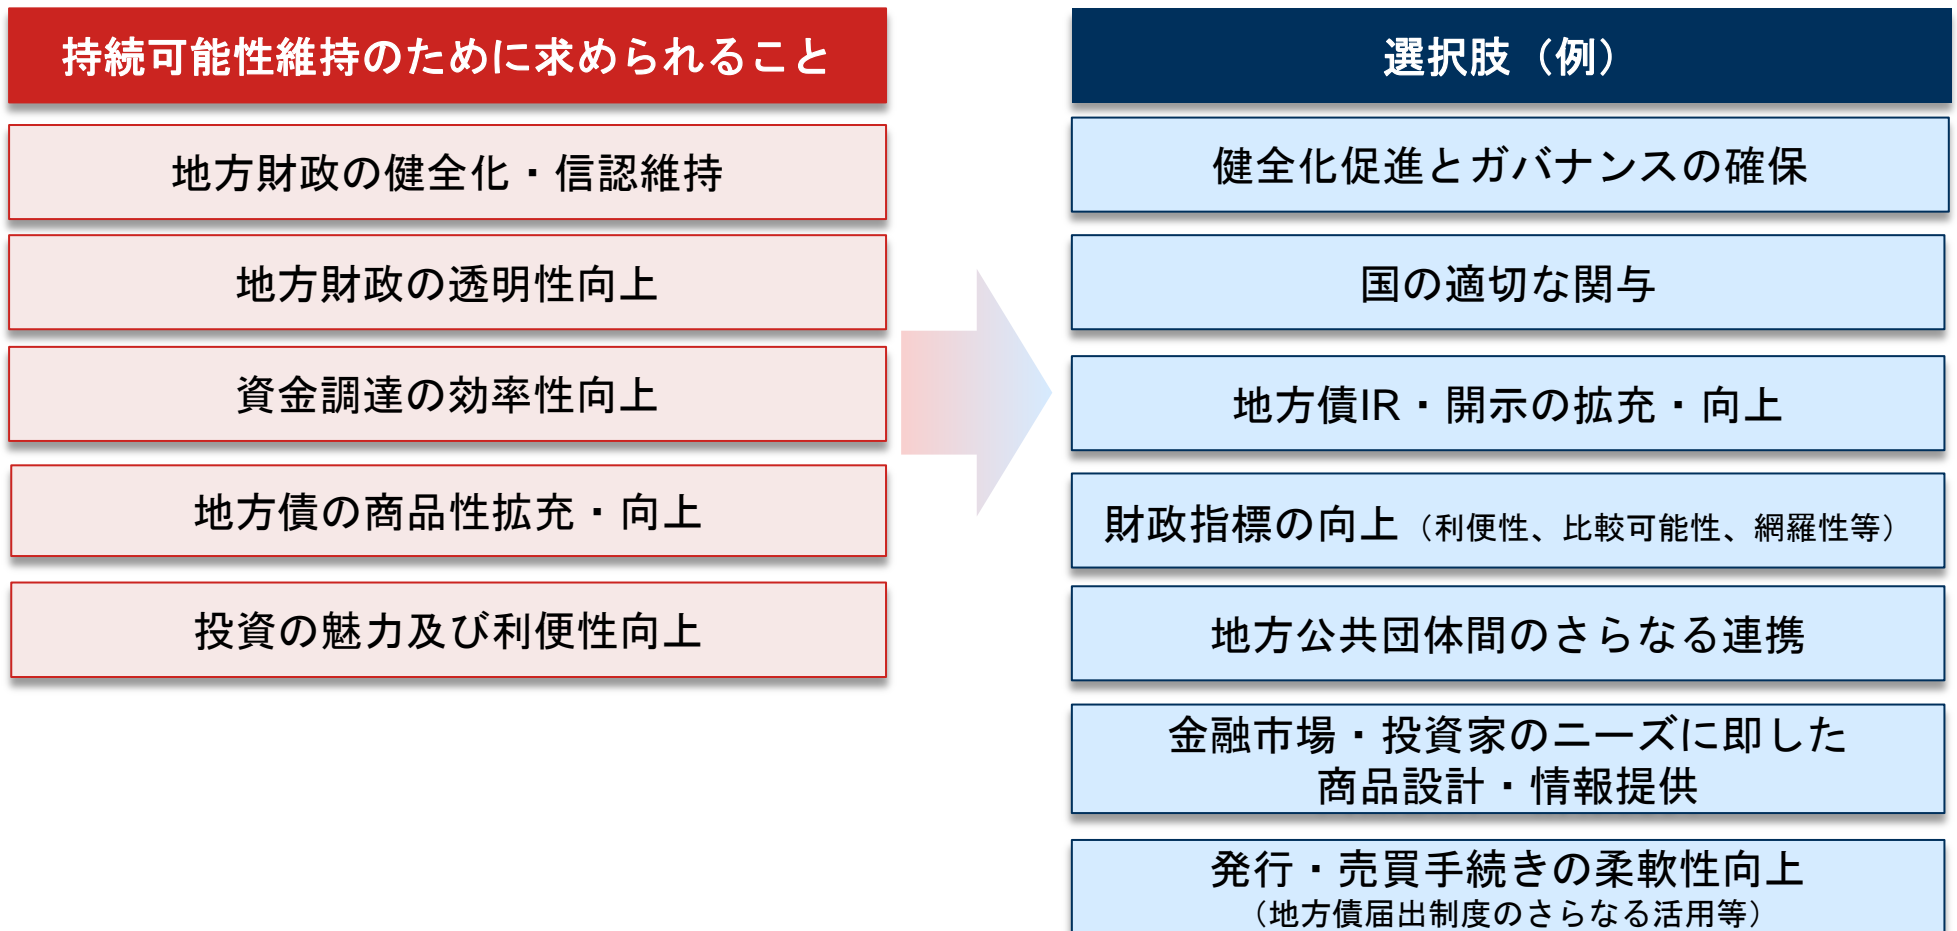 持続可能性維持のために求められること
地方財政の健全化・信認維持
地方財政の透明性向上
資金調達の効率性向上
地方債の商品性拡充・向上
投資の魅力及び利便性向上
選択肢（例）
健全化促進とガバナンスの確保
国の適切な関与
地方債IR・開示の拡充・向上
財政指標の向上（利便性、比較可能性、網羅性等）
地方公共団体間のさらなる連携
金融市場・投資家のニーズに即した
商品設計・情報提供
発行・売買手続きの柔軟性向上
（地方債届出制度のさらなる活用等）